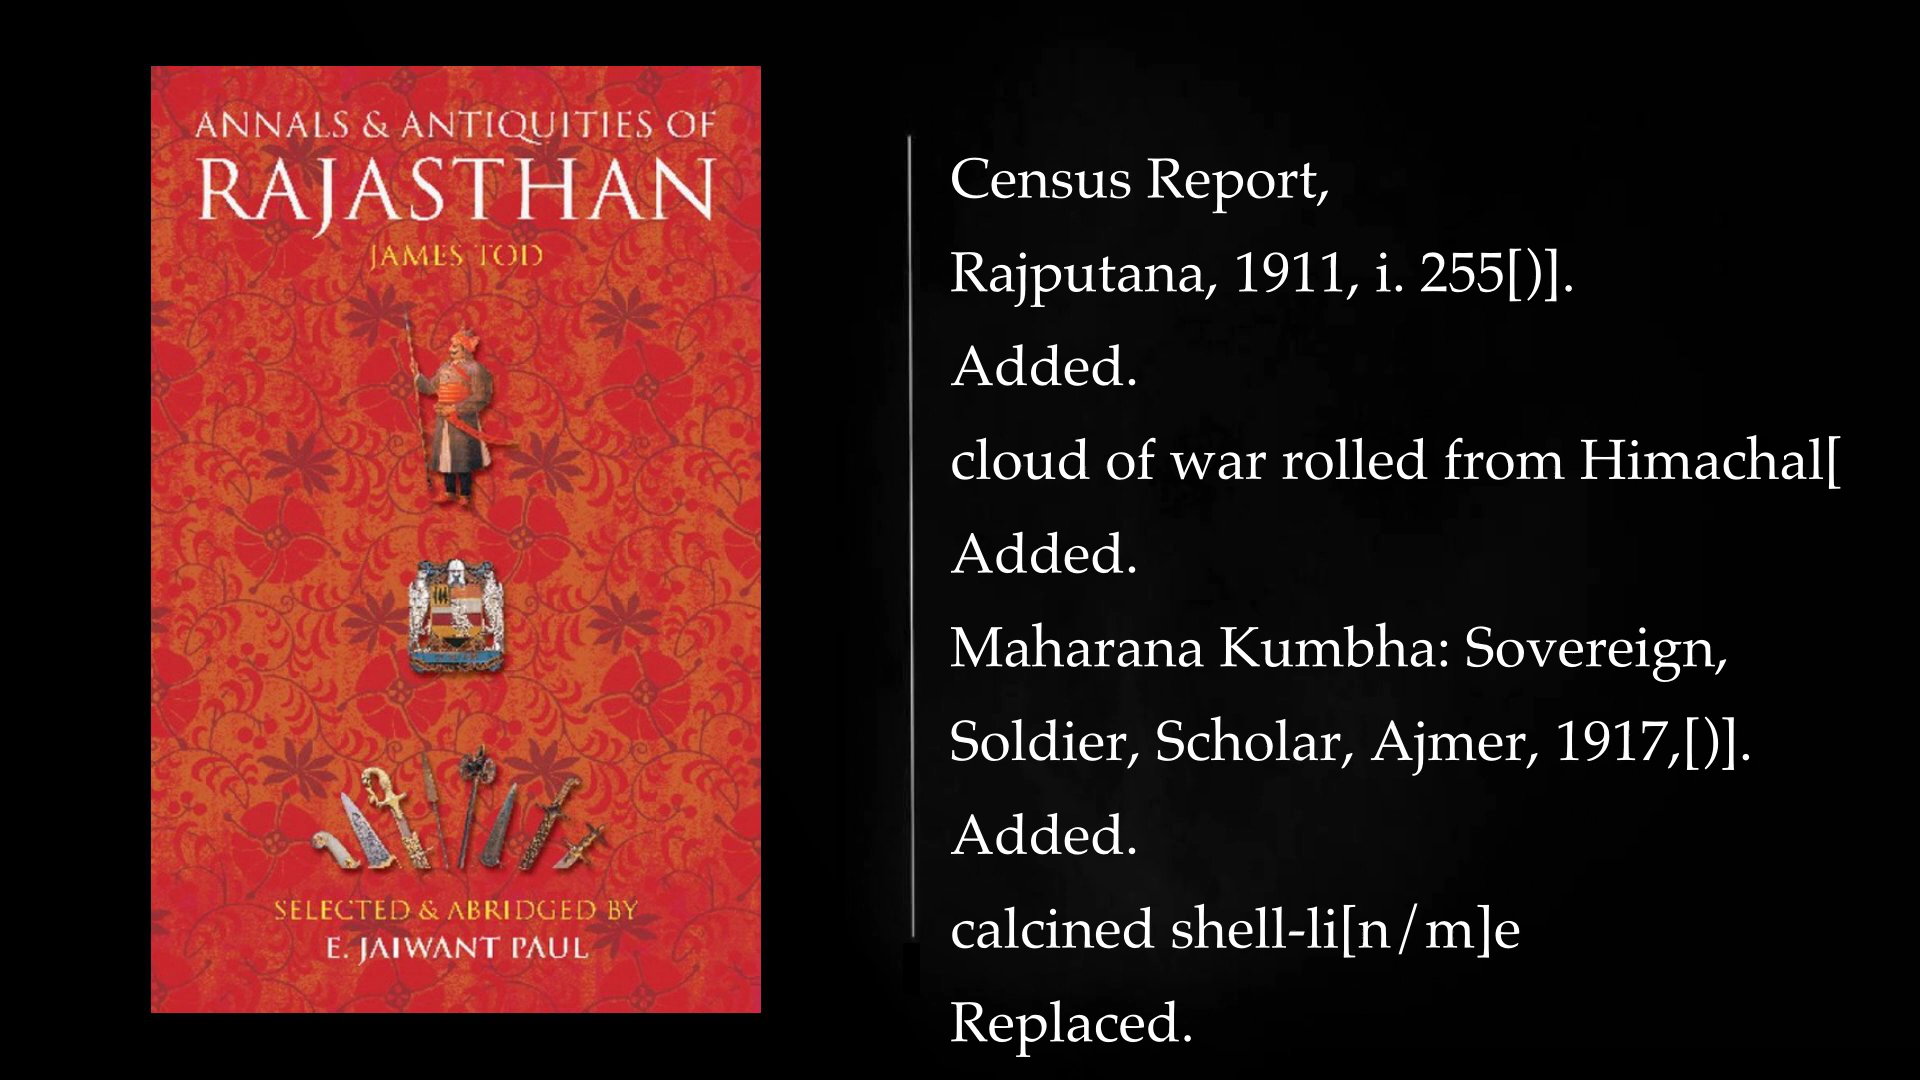 ANNALS & ANTIQUITIES OF
RAJASTHAN
JAMES TOD
SELECTED & ABRIDGED BY
E. JAIWANT PAUL
Census Report,
Rajputana, 1911, i. 255[)].
Added.
cloud of war rolled from Himachal[
Added.
Maharana Kumbha: Sovereign,
Soldier, Scholar, Ajmer, 1917,[)].
Added.
calcined shell-li[n/m]e
Replaced.